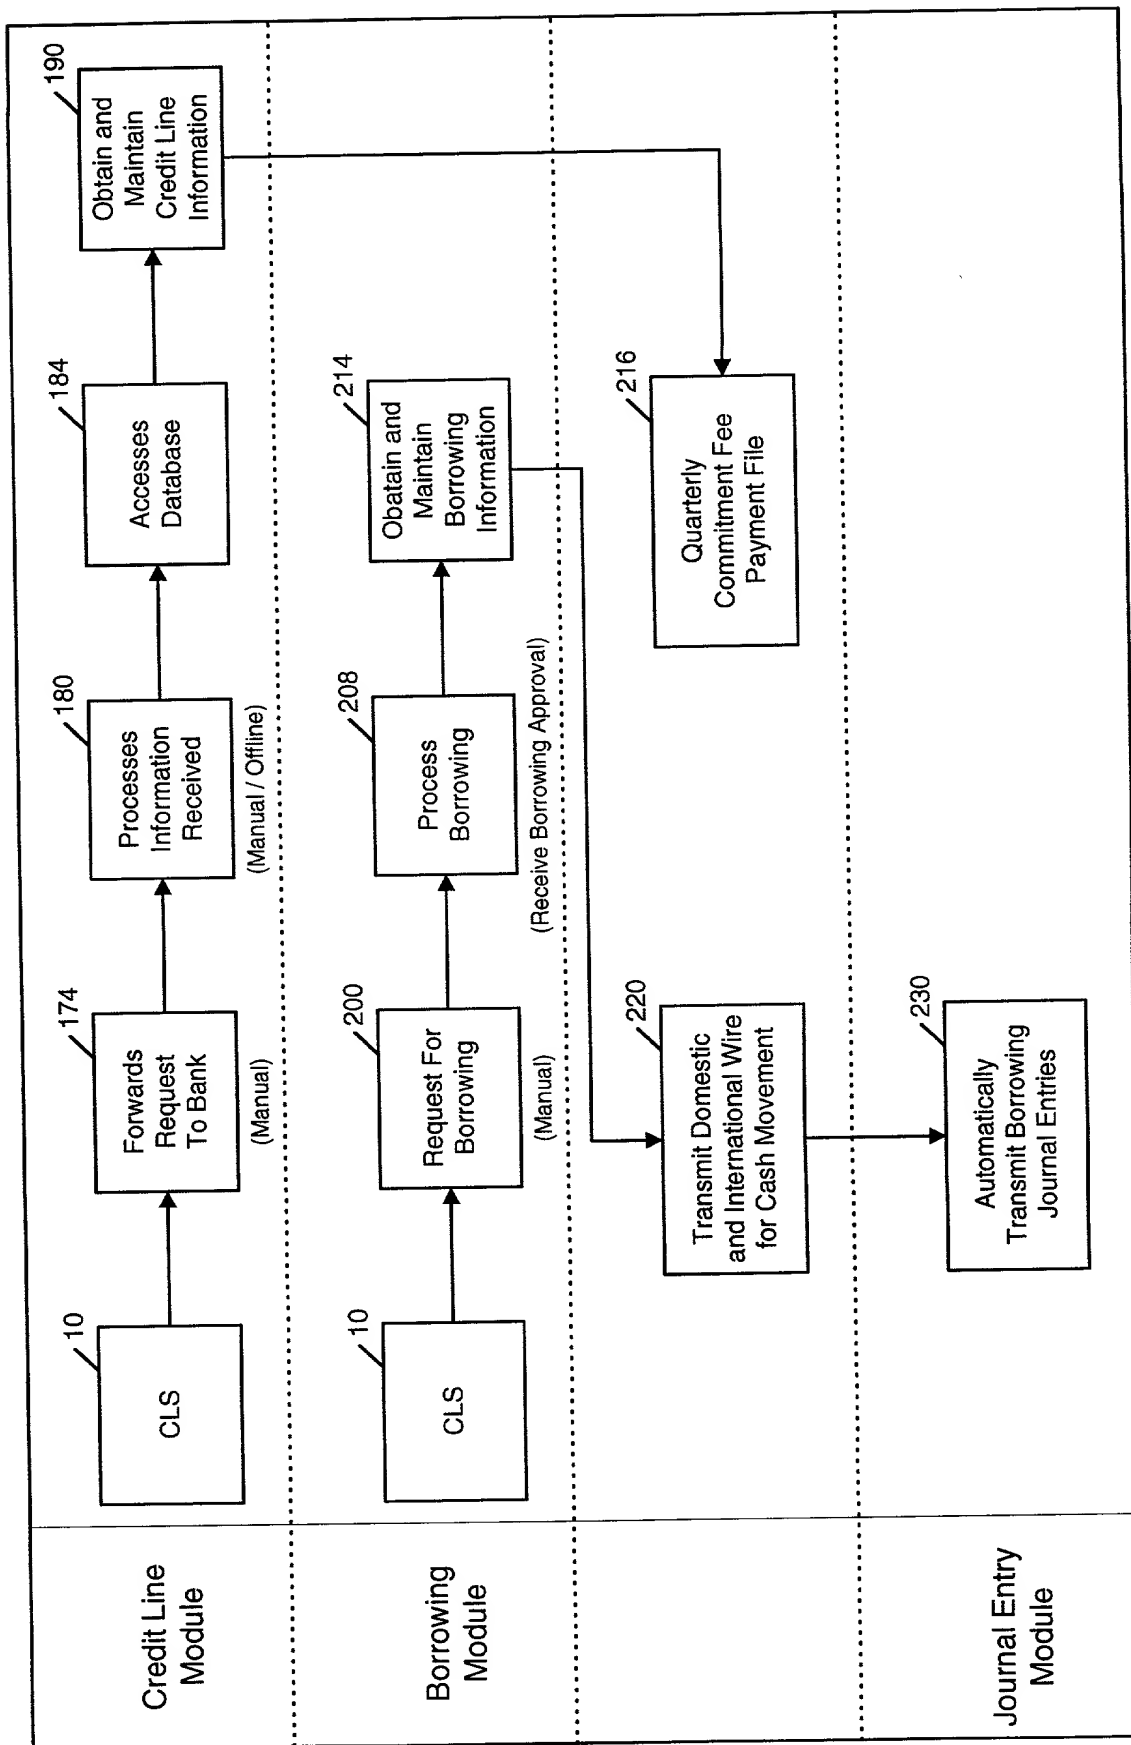 Credit Line
Module
10
CLS
174
Forwards
Request
To Bank
(Manual)
180
Processes
Information
Received
(Manual / Offline)
184
Accesses
Database
190
Obtain and
Maintain
Credit Line
Information
Borrowing
Module
10
CLS
200
Request For
Borrowing
(Manual)
208
Process
Borrowing
(Receive Borrowing Approval)
214
Obatain and
Maintain
Borrowing
Information
220
Transmit Domestic
and International Wire
for Cash Movement
216
Quarterly
Commitment Fee
Payment File
Journal Entry
Module
230
Automatically
Transmit Borrowing
Journal Entries